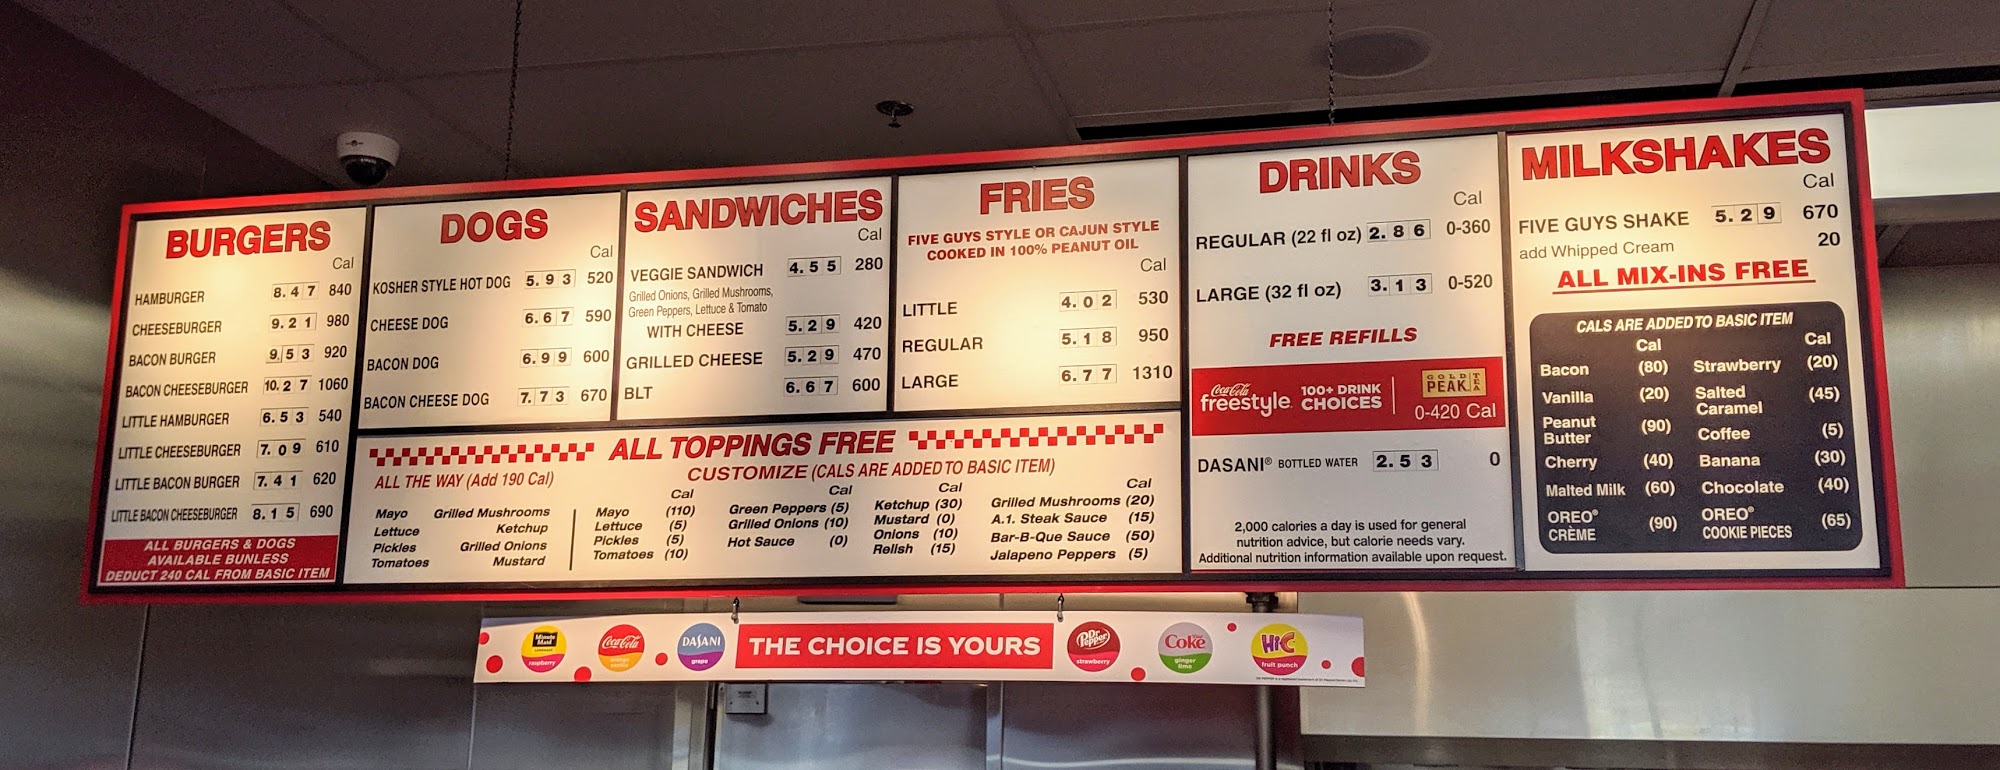 BURGERS
Cal
HAMBURGER 8.47 840
CHEESEBURGER 9.21 980
BACON BURGER 9.53 920
BACON CHEESEBURGER 10.27 1060
LITTLE HAMBURGER 6.53 540
LITTLE CHEESEBURGER 7.09 610
LITTLE BACON BURGER 7.41 620
LITTLE BACON CHEESEBURGER 8.15 690
ALL BURGERS & DOGS
AVAILABLE BUNLESS
DEDUCT 240 CAL FROM BASIC ITEM
DOGS
Cal
KOSHER STYLE HOT DOG 5.93 520
CHEESE DOG 6.67 590
BACON DOG 6.99 600
BACON CHEESE DOG 7.73 670
SANDWICHES
Cal
VEGGIE SANDWICH 4.55 280
Grilled Onions, Grilled Mushrooms,
Green Peppers, Lettuce & Tomato
WITH CHEESE 5.29 420
GRILLED CHEESE 5.29 470
BLT 6.67 600
FRIES
FIVE GUYS STYLE OR CAJUN STYLE
COOKED IN 100% PEANUT OIL
Cal
LITTLE 4.02 530
REGULAR 5.18 950
LARGE 6.77 1310
ALL TOPPINGS FREE
ALL THE WAY (Add 190 Cal)
Mayo Grilled Mushrooms
Lettuce Ketchup
Pickles Grilled Onions
Tomatoes Mustard
CUSTOMIZE (CALS ARE ADDED TO BASIC ITEM)
Cal
Mayo (110)
Lettuce (5)
Pickles (5)
Tomatoes (10)
Cal
Green Peppers (5)
Grilled Onions (10)
Hot Sauce (0)
Cal
Ketchup (30)
Mustard (0)
Onions (10)
Relish (15)
Cal
Grilled Mushrooms (20)
A.1. Steak Sauce (15)
Bar-B-Que Sauce (50)
Jalapeno Peppers (5)
DRINKS
Cal
REGULAR (22 fl oz) 2.86 0-360
LARGE (32 fl oz) 3.13 0-520
FREE REFILLS
Coca-Cola
freestyle
100+ DRINK
CHOICES
GOLD
PEAK
TEA
0-420 Cal
DASANI® BOTTLED WATER 2.53 0
2,000 calories a day is used for general
nutrition advice, but calorie needs vary.
Additional nutrition information available upon request.
MILKSHAKES
Cal
FIVE GUYS SHAKE 5.29 670
add Whipped Cream 20
ALL MIX-INS FREE
CALS ARE ADDED TO BASIC ITEM
Cal
Bacon (80)
Vanilla (20)
Peanut
Butter (90)
Cherry (40)
Malted Milk (60)
OREO®
CRÈME (90)
Cal
Strawberry (20)
Salted
Caramel (45)
Coffee (5)
Banana (30)
Chocolate (40)
OREO®
COOKIE PIECES (65)
Minute
Maid
raspberry
Coca-Cola
DASANI
grape
THE CHOICE IS YOURS
Dr
Pepper
strawberry
Coke
ginger
lime
Hi-C
fruit punch